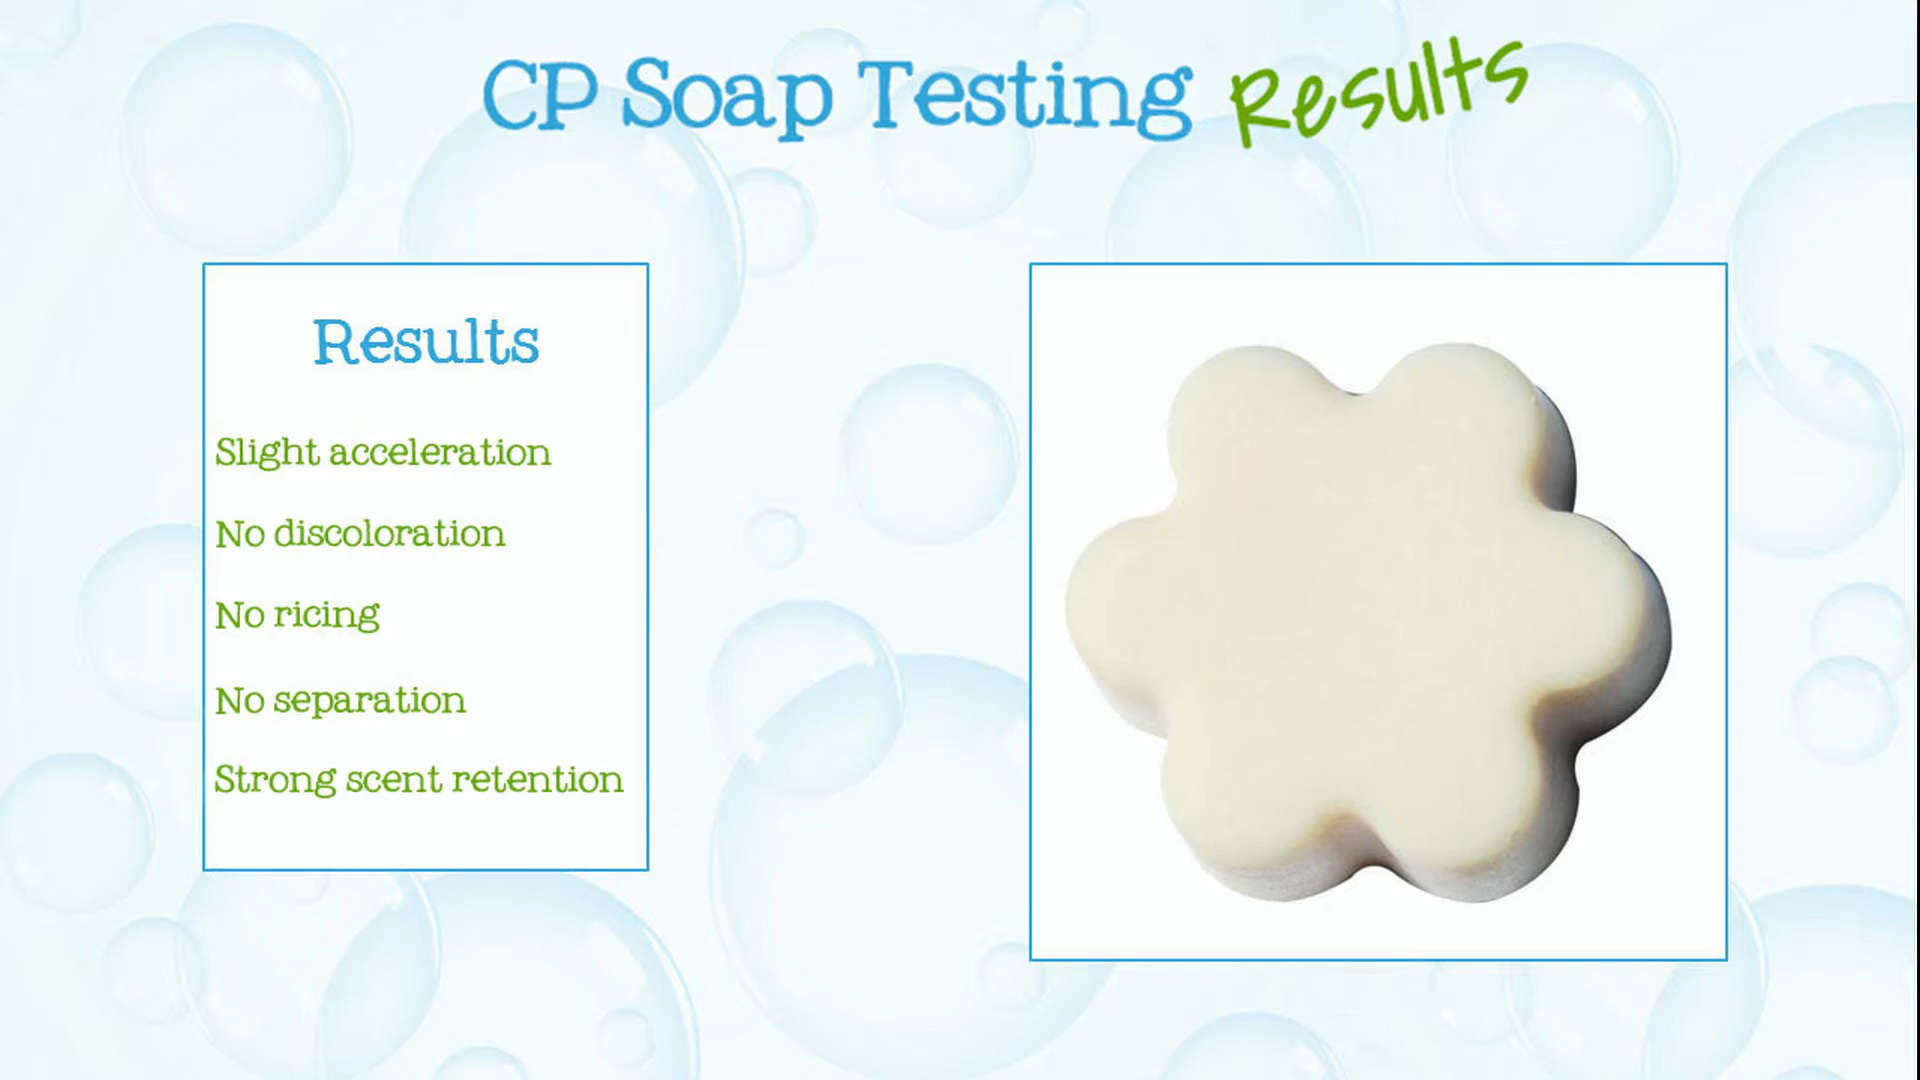 CP Soap Testing Results
Results
Slight acceleration
No discoloration
No ricing
No separation
Strong scent retention